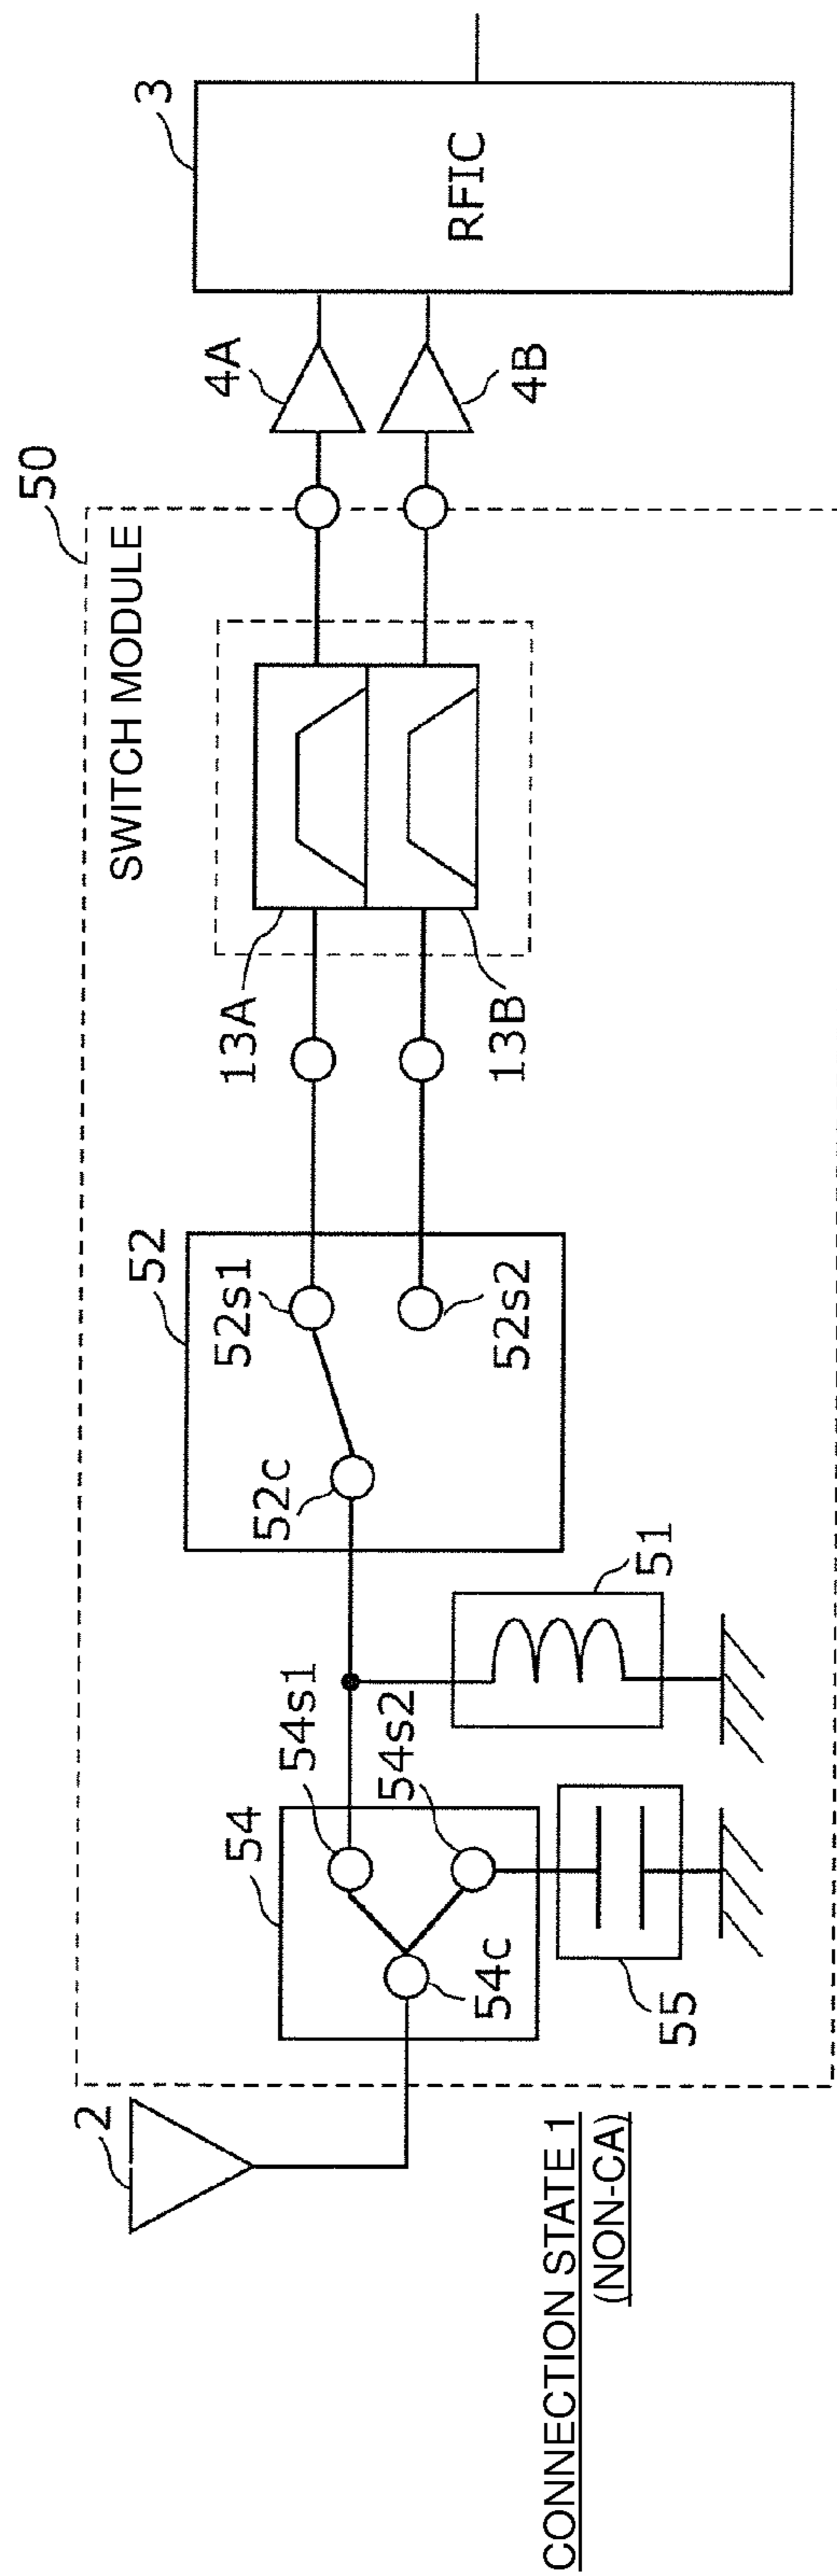 50
SWITCH MODULE
3
RFIC
4A
4B
13A
13B
52
52s1
52s2
52c
54s1
54s2
54
54c
51
55
2
CONNECTION STATE 1
(NON-CA)